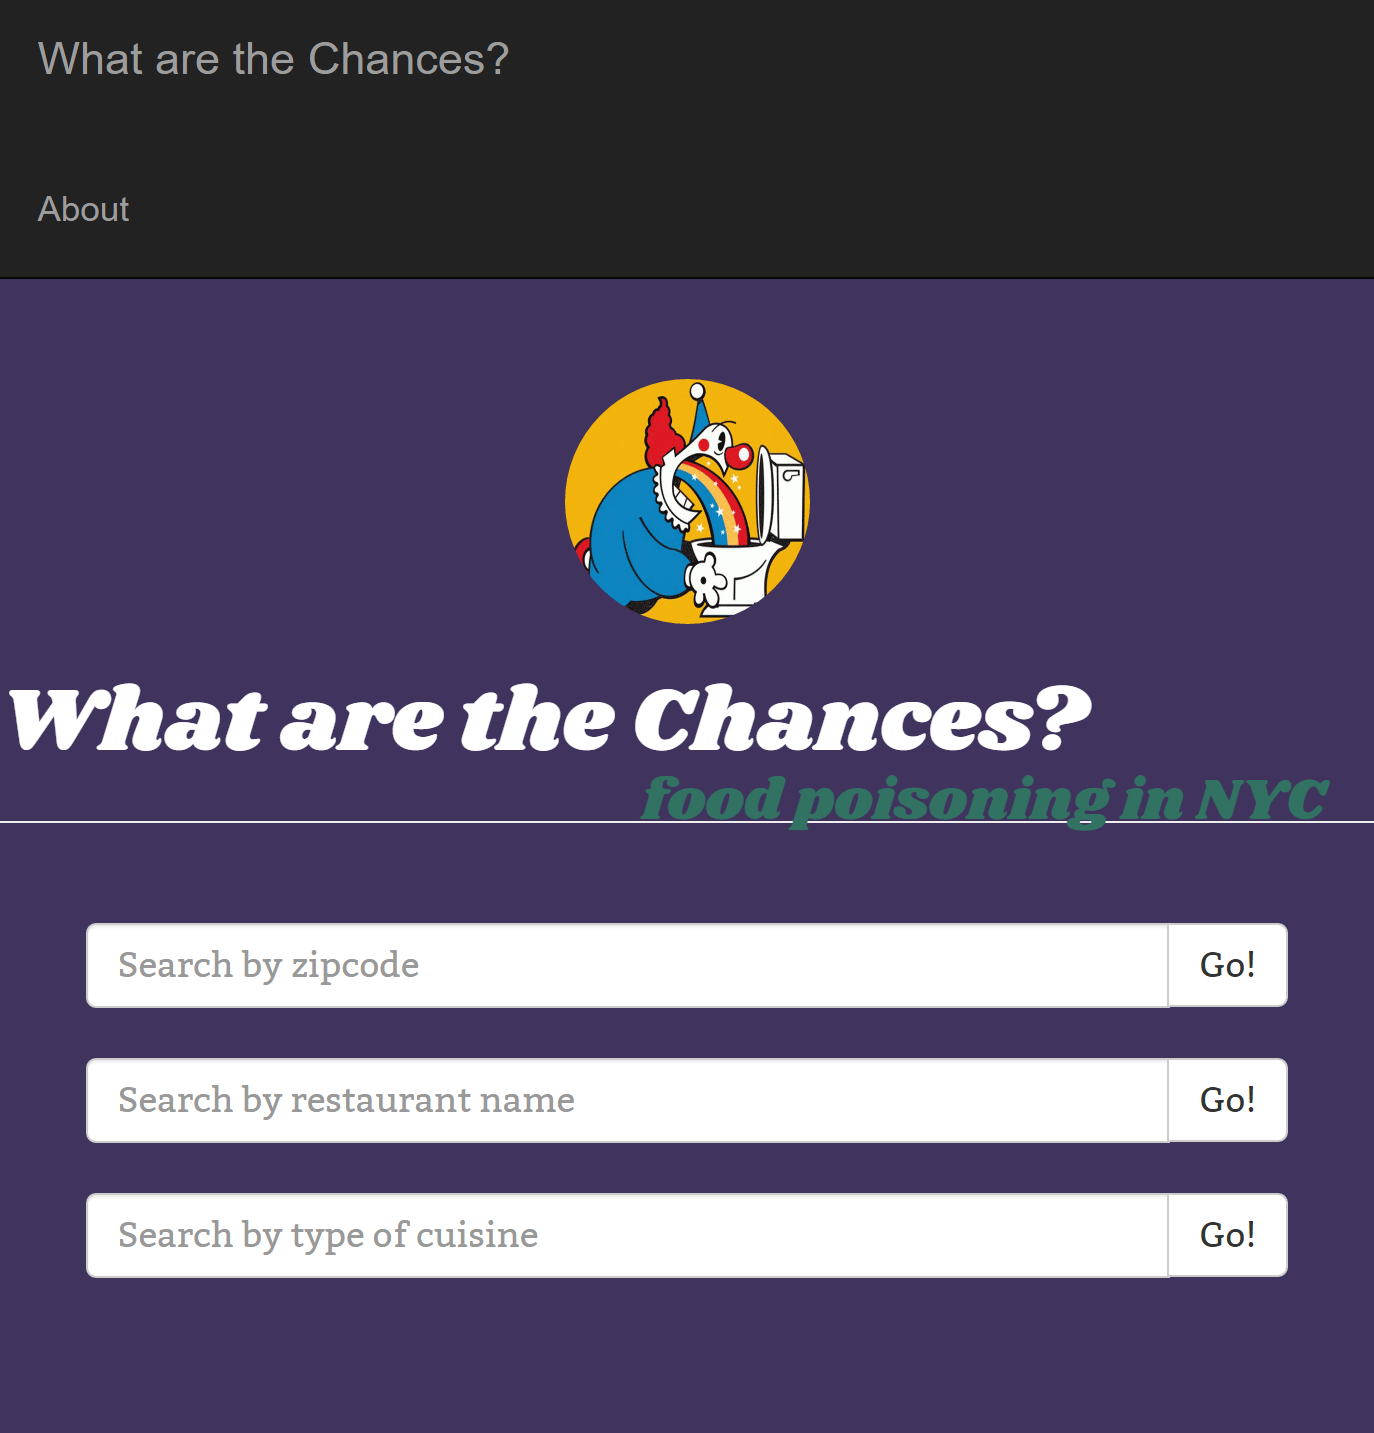 What are the Chances?
About
What are the Chances?
food poisoning in NYC
Search by zipcode
Go!
Search by restaurant name
Go!
Search by type of cuisine
Go!